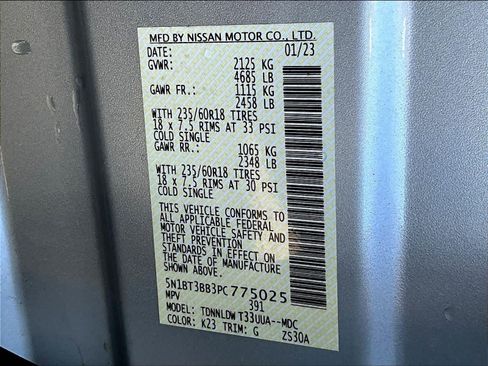 MFD BY NISSAN MOTOR CO., LTD.
DATE: 01/23
GVWR: 2125 KG
4685 LB
GAWR FR.: 1115 KG
2458 LB
WITH 235/60R18 TIRES
18 x 7.5 RIMS AT 33 PSI
COLD SINGLE
GAWR RR.: 1065 KG
2348 LB
WITH 235/60R18 TIRES
18 x 7.5 RIMS AT 30 PSI
COLD SINGLE
THIS VEHICLE CONFORMS TO
ALL APPLICABLE FEDERAL
MOTOR VEHICLE SAFETY AND
THEFT PREVENTION
STANDARDS IN EFFECT ON
THE DATE OF MANUFACTURE
5N1BT3BB3PC775025
MPV 391
MODEL: TDNNLDW T33UUA--MDC
COLOR: K23 TRIM: G ZS30A